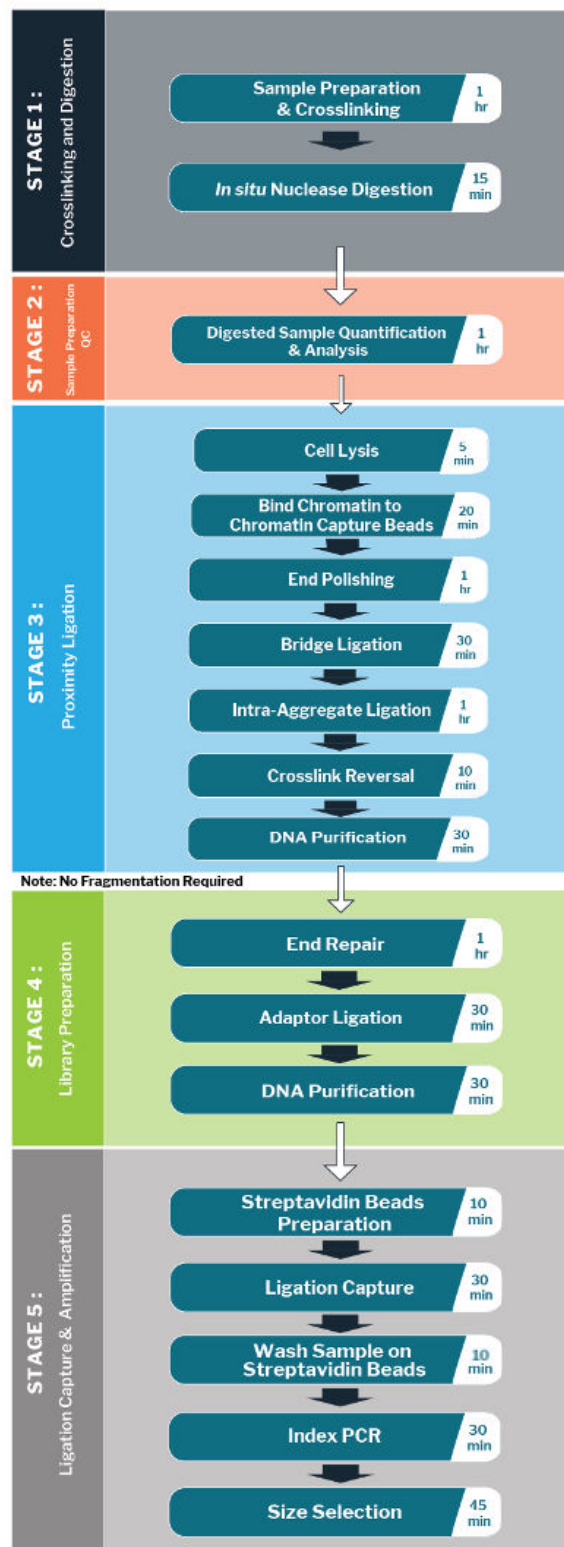 STAGE 1:
Crosslinking and Digestion
Sample Preparation
& Crosslinking
1
hr
In situ Nuclease Digestion
15
min
STAGE 2:
Sample Preparation
QC
Digested Sample Quantification
& Analysis
1
hr
STAGE 3:
Proximity Ligation
Cell Lysis
5
min
Bind Chromatin to
Chromatin Capture Beads
20
min
End Polishing
1
hr
Bridge Ligation
30
min
Intra-Aggregate Ligation
1
hr
Crosslink Reversal
10
min
DNA Purification
30
min
Note: No Fragmentation Required
STAGE 4:
Library Preparation
End Repair
1
hr
Adaptor Ligation
30
min
DNA Purification
30
min
STAGE 5:
Ligation Capture & Amplification
Streptavidin Beads
Preparation
10
min
Ligation Capture
30
min
Wash Sample on
Streptavidin Beads
10
min
Index PCR
30
min
Size Selection
45
min